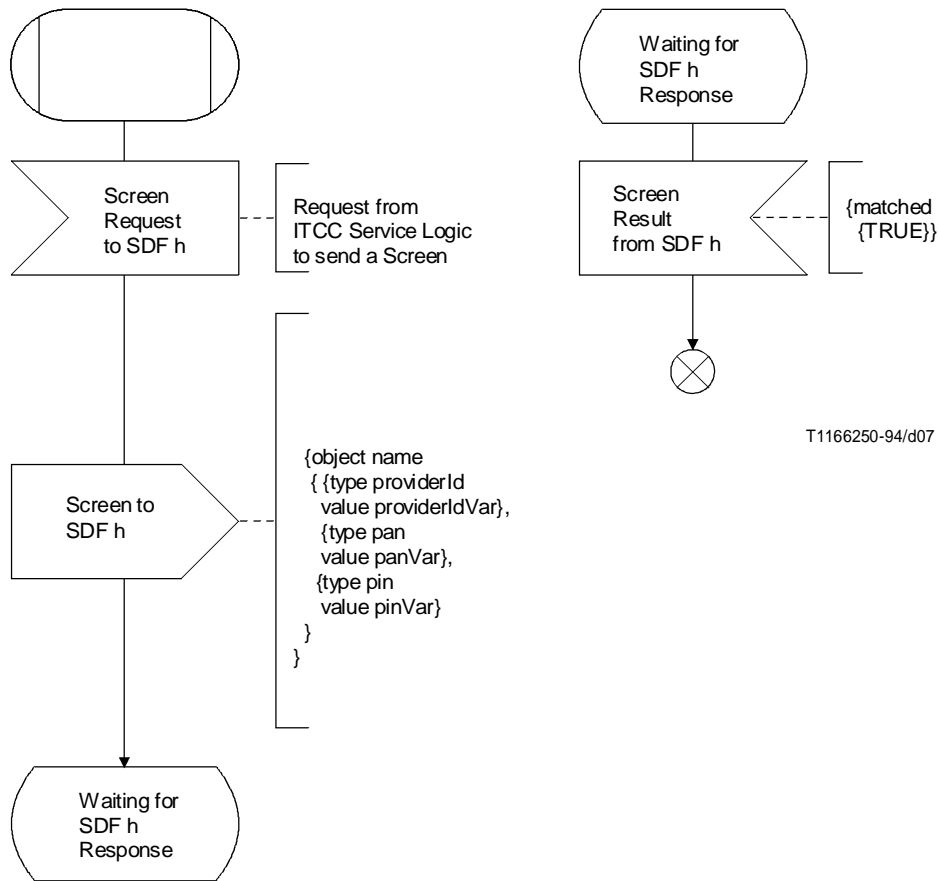 Screen
Request
to SDF h
Request from
ITCC Service Logic
to send a Screen
Screen to
SDF h
{object name
{ {type providerId
value providerIdVar},
{type pan
value panVar},
{type pin
value pinVar}
}
}
Waiting for
SDF h
Response
Waiting for
SDF h
Response
Screen
Result
from SDF h
{matched
{TRUE}}
T1166250-94/d07